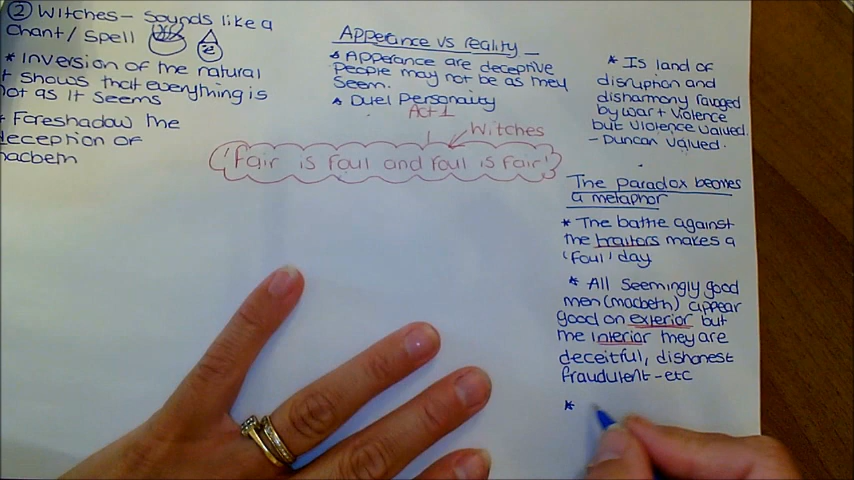 ② Witches - Sounds like a
Chant / Spell
2
* Inversion of the natural
It shows that everything is
not as it seems
* Foreshadow the
deception of
macbeth
Apperance vs reality -
* Apperance are deceptive
People may not be as they
seem.
* Duel Personality
Act 1
Witches
'Fair is Foul and Foul is Fair'
* Is land of
disruption and
disharmony ravged
by war + violence
but violence valued.
- Duncan valued.
The paradox becomes
a metaphor
* The battle against
the traitors makes a
'foul' day
* All seemingly good
men (macbeth) appear
good on exterior but
the interior they are
deceitful, dishonest
fraudulent - etc
*